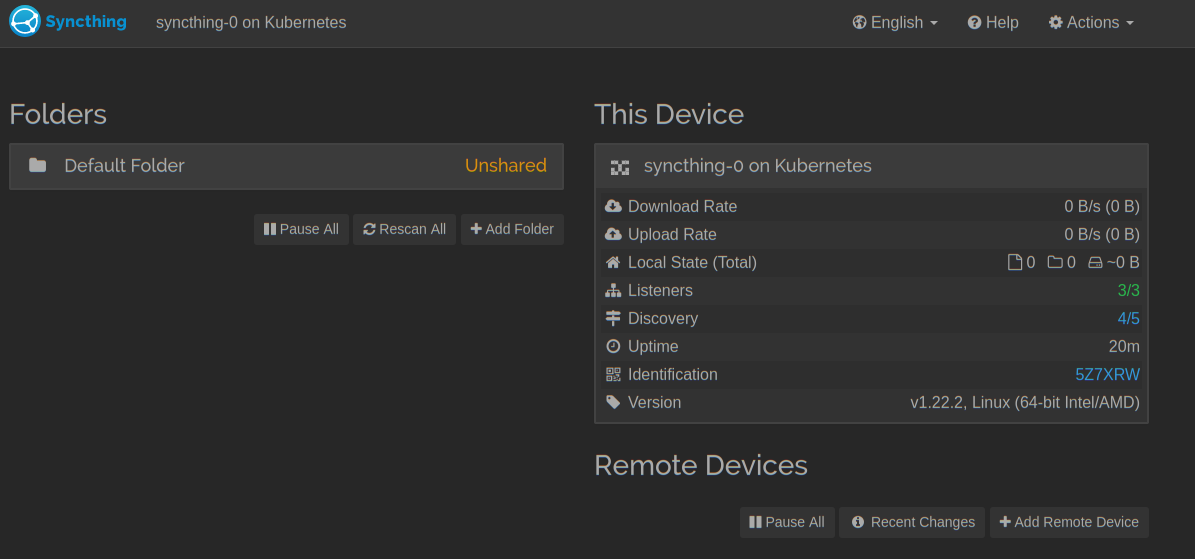 Syncthing syncthing-0 on Kubernetes English Help Actions
Folders
Default Folder Unshared
Pause All Rescan All Add Folder
This Device
syncthing-0 on Kubernetes
Download Rate 0 B/s (0 B)
Upload Rate 0 B/s (0 B)
Local State (Total) 0 0 ~0 B
Listeners 3/3
Discovery 4/5
Uptime 20m
Identification 5Z7XRW
Version v1.22.2, Linux (64-bit Intel/AMD)
Remote Devices
Pause All Recent Changes Add Remote Device